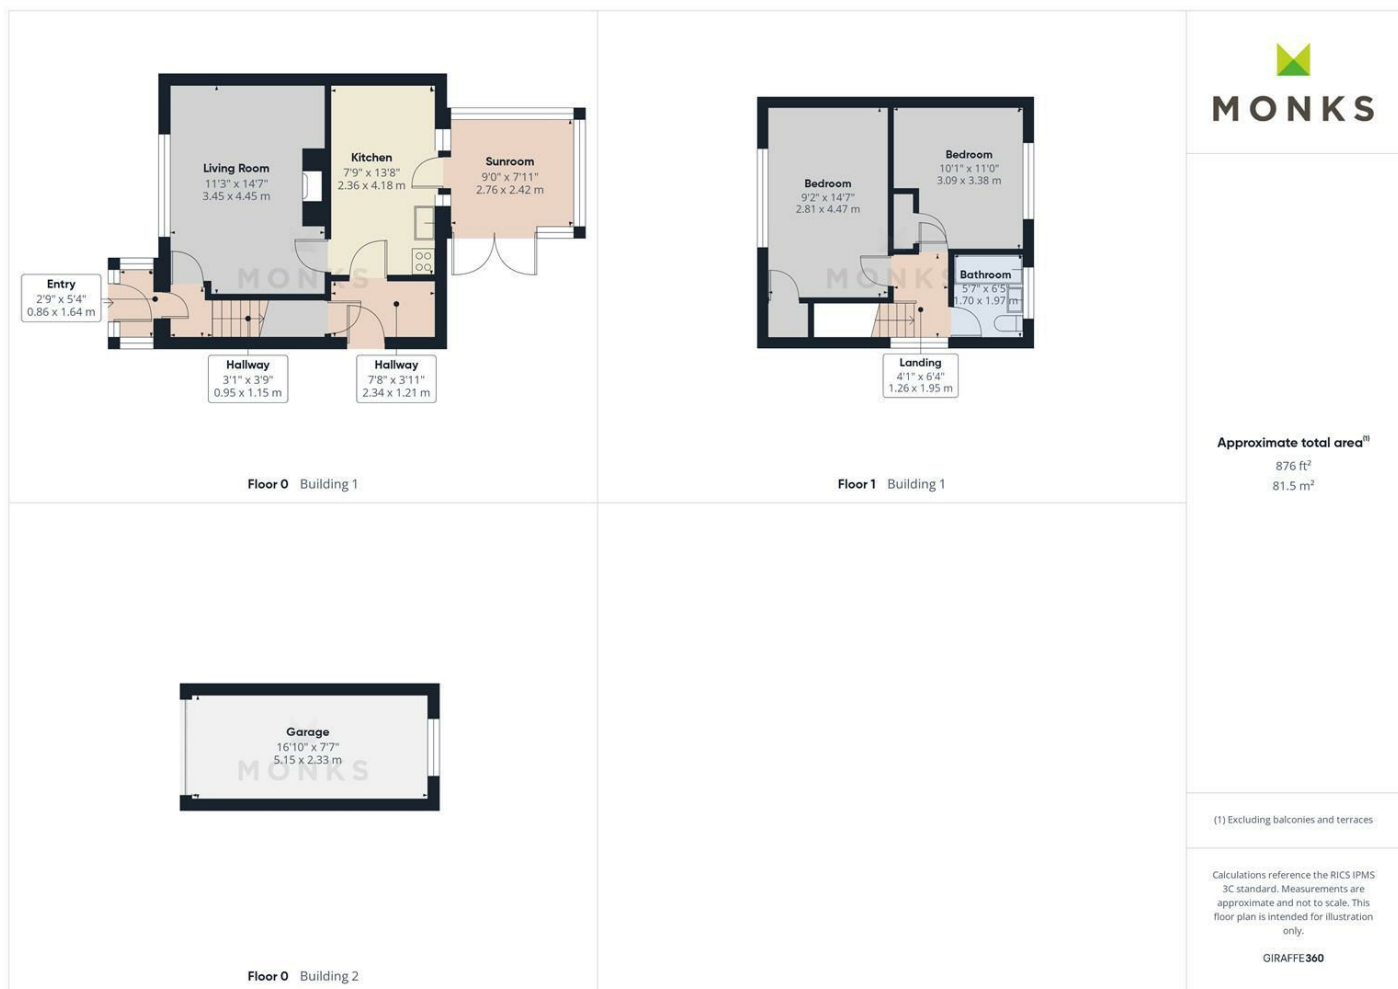 Living Room
11'3" x 14'7"
3.45 x 4.45 m
Kitchen
7'9" x 13'8"
2.36 x 4.18 m
Sunroom
9'0" x 7'11"
2.76 x 2.42 m
MONKS
Entry
2'9" x 5'4"
0.86 x 1.64 m
Hallway
3'1" x 3'9"
0.95 x 1.15 m
Hallway
7'8" x 3'11"
2.34 x 1.21 m
Floor 0 Building 1
Bedroom
9'2" x 14'7"
2.81 x 4.47 m
Bedroom
10'1" x 11'0"
3.09 x 3.38 m
MONKS
Bathroom
5'7" x 6'5"
1.70 x 1.97 m
Landing
4'1" x 6'4"
1.26 x 1.95 m
Floor 1 Building 1
Garage
16'10" x 7'7"
5.15 x 2.33 m
MONKS
Floor 0 Building 2
MONKS
Approximate total area(1)
876 ft²
81.5 m²
(1) Excluding balconies and terraces
Calculations reference the RICS IPMS
3C standard. Measurements are
approximate and not to scale. This
floor plan is intended for illustration
only.
GIRAFFE360